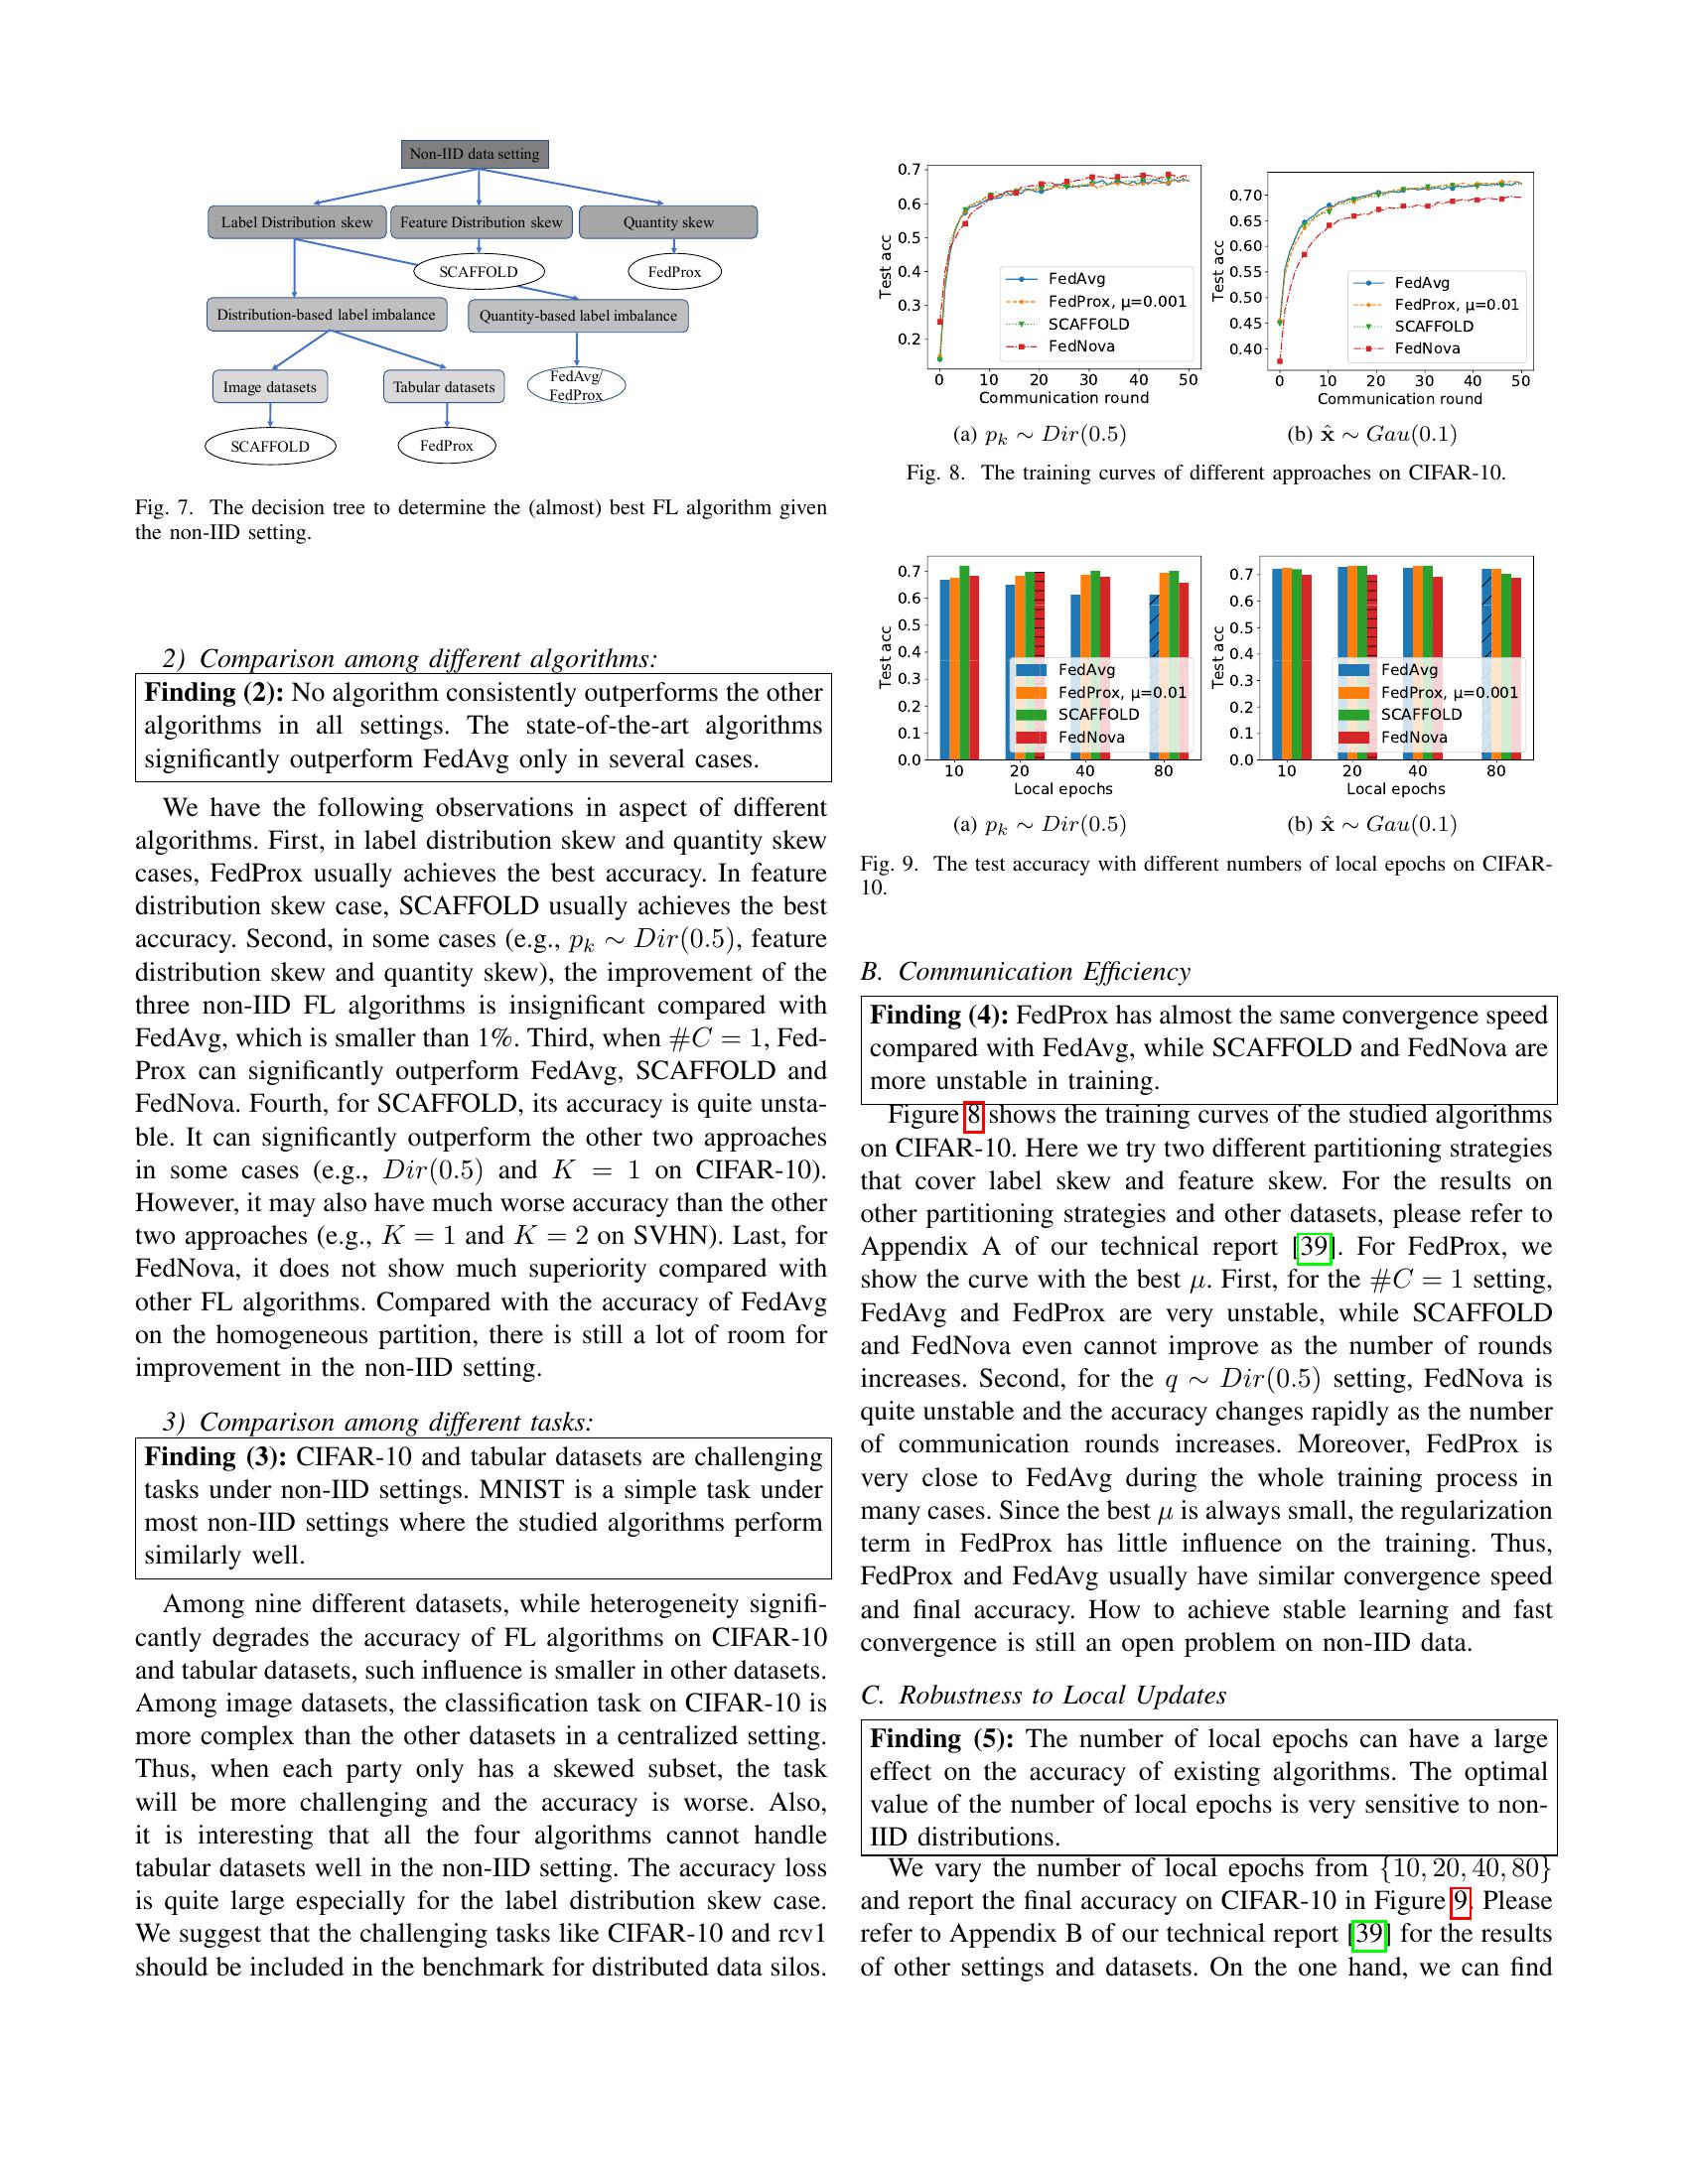 Non-IID data setting
Label Distribution skew
Feature Distribution skew
Quantity skew
SCAFFOLD
FedProx
Distribution-based label imbalance
Quantity-based label imbalance
Image datasets
Tabular datasets
FedAvg/
FedProx
SCAFFOLD
FedProx
Fig. 7. The decision tree to determine the (almost) best FL algorithm given
the non-IID setting.
2) Comparison among different algorithms:
Finding (2): No algorithm consistently outperforms the other
algorithms in all settings. The state-of-the-art algorithms
significantly outperform FedAvg only in several cases.
We have the following observations in aspect of different
algorithms. First, in label distribution skew and quantity skew
cases, FedProx usually achieves the best accuracy. In feature
distribution skew case, SCAFFOLD usually achieves the best
accuracy. Second, in some cases (e.g., p_k ∼ Dir(0.5), feature
distribution skew and quantity skew), the improvement of the
three non-IID FL algorithms is insignificant compared with
FedAvg, which is smaller than 1%. Third, when #C = 1, Fed-
Prox can significantly outperform FedAvg, SCAFFOLD and
FedNova. Fourth, for SCAFFOLD, its accuracy is quite unsta-
ble. It can significantly outperform the other two approaches
in some cases (e.g., Dir(0.5) and K = 1 on CIFAR-10).
However, it may also have much worse accuracy than the other
two approaches (e.g., K = 1 and K = 2 on SVHN). Last, for
FedNova, it does not show much superiority compared with
other FL algorithms. Compared with the accuracy of FedAvg
on the homogeneous partition, there is still a lot of room for
improvement in the non-IID setting.
3) Comparison among different tasks:
Finding (3): CIFAR-10 and tabular datasets are challenging
tasks under non-IID settings. MNIST is a simple task under
most non-IID settings where the studied algorithms perform
similarly well.
Among nine different datasets, while heterogeneity signifi-
cantly degrades the accuracy of FL algorithms on CIFAR-10
and tabular datasets, such influence is smaller in other datasets.
Among image datasets, the classification task on CIFAR-10 is
more complex than the other datasets in a centralized setting.
Thus, when each party only has a skewed subset, the task
will be more challenging and the accuracy is worse. Also,
it is interesting that all the four algorithms cannot handle
tabular datasets well in the non-IID setting. The accuracy loss
is quite large especially for the label distribution skew case.
We suggest that the challenging tasks like CIFAR-10 and rcv1
should be included in the benchmark for distributed data silos.
0.7
0.6
0.5
0.4
0.3
0.2
Test acc
FedAvg
FedProx, μ=0.001
SCAFFOLD
FedNova
0 10 20 30 40 50
Communication round
(a) p_k ∼ Dir(0.5)
0.70
0.65
0.60
0.55
0.50
0.45
0.40
Test acc
FedAvg
FedProx, μ=0.01
SCAFFOLD
FedNova
0 10 20 30 40 50
Communication round
(b) x̂ ∼ Gau(0.1)
Fig. 8. The training curves of different approaches on CIFAR-10.
0.7
0.6
0.5
0.4
0.3
0.2
0.1
0.0
Test acc
FedAvg
FedProx, μ=0.01
SCAFFOLD
FedNova
10 20 40 80
Local epochs
(a) p_k ∼ Dir(0.5)
0.7
0.6
0.5
0.4
0.3
0.2
0.1
0.0
Test acc
FedAvg
FedProx, μ=0.001
SCAFFOLD
FedNova
10 20 40 80
Local epochs
(b) x̂ ∼ Gau(0.1)
Fig. 9. The test accuracy with different numbers of local epochs on CIFAR-
10.
B. Communication Efficiency
Finding (4): FedProx has almost the same convergence speed
compared with FedAvg, while SCAFFOLD and FedNova are
more unstable in training.
Figure 8 shows the training curves of the studied algorithms
on CIFAR-10. Here we try two different partitioning strategies
that cover label skew and feature skew. For the results on
other partitioning strategies and other datasets, please refer to
Appendix A of our technical report [39]. For FedProx, we
show the curve with the best μ. First, for the #C = 1 setting,
FedAvg and FedProx are very unstable, while SCAFFOLD
and FedNova even cannot improve as the number of rounds
increases. Second, for the q ∼ Dir(0.5) setting, FedNova is
quite unstable and the accuracy changes rapidly as the number
of communication rounds increases. Moreover, FedProx is
very close to FedAvg during the whole training process in
many cases. Since the best μ is always small, the regularization
term in FedProx has little influence on the training. Thus,
FedProx and FedAvg usually have similar convergence speed
and final accuracy. How to achieve stable learning and fast
convergence is still an open problem on non-IID data.
C. Robustness to Local Updates
Finding (5): The number of local epochs can have a large
effect on the accuracy of existing algorithms. The optimal
value of the number of local epochs is very sensitive to non-
IID distributions.
We vary the number of local epochs from {10, 20, 40, 80}
and report the final accuracy on CIFAR-10 in Figure 9. Please
refer to Appendix B of our technical report [39] for the results
of other settings and datasets. On the one hand, we can find